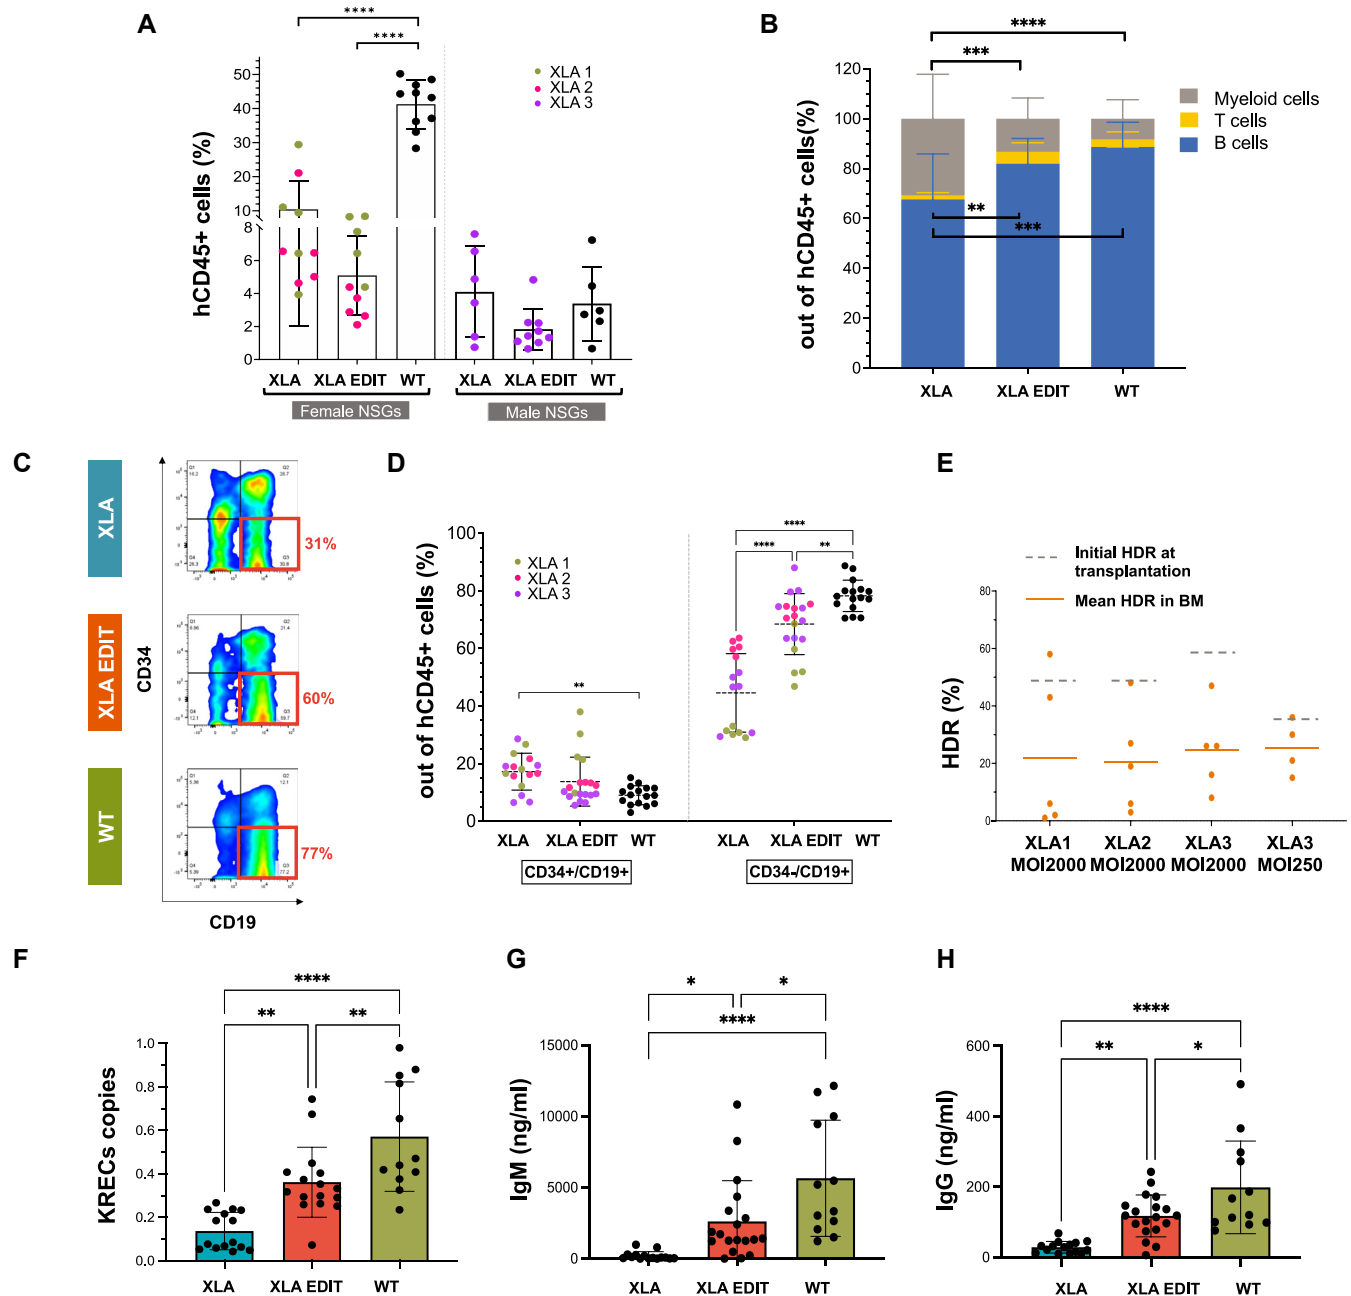 A
****
****
hCD45+ cells (%)
50
40
30
20
10
8
6
4
2
0
XLA 1
XLA 2
XLA 3
XLA
XLA EDIT
WT
XLA
XLA EDIT
WT
Female NSGs
Male NSGs
B
****
***
**
***
out of hCD45+ cells(%)
120
100
80
60
40
20
0
Myeloid cells
T cells
B cells
XLA
XLA EDIT
WT
C
XLA
XLA EDIT
WT
CD34
CD19
31%
60%
77%
D
out of hCD45+ cells (%)
100
80
60
40
20
0
XLA 1
XLA 2
XLA 3
**
****
****
**
XLA
XLA EDIT
WT
XLA
XLA EDIT
WT
CD34+/CD19+
CD34-/CD19+
E
Initial HDR at
transplantation
Mean HDR in BM
HDR (%)
80
60
40
20
0
XLA1
MOI2000
XLA2
MOI2000
XLA3
MOI2000
XLA3
MOI250
F
****
**
**
KRECs copies
1.0
0.8
0.6
0.4
0.2
0.0
XLA
XLA EDIT
WT
G
*
*
****
IgM (ng/ml)
15000
10000
5000
0
XLA
XLA EDIT
WT
H
****
**
*
IgG (ng/ml)
600
400
200
0
XLA
XLA EDIT
WT